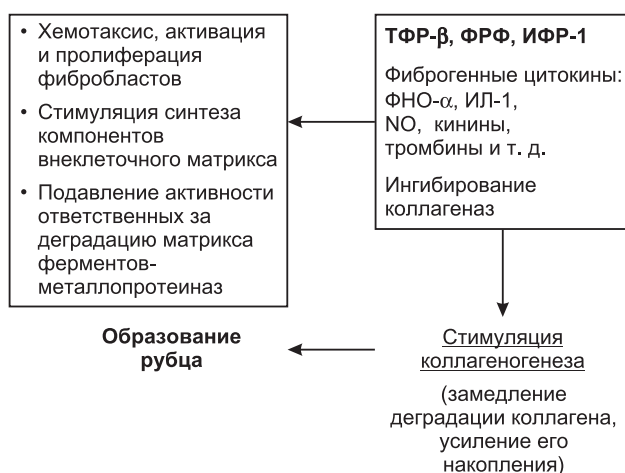 • Хемотаксис, активация
и пролиферация
фибробластов
• Стимуляция синтеза
компонентов
внеклеточного матрикса
• Подавление активности
ответственных за
деградацию матрикса
ферментов-
металлопротеиназ
ТФР-β, ФРФ, ИФР-1
Фиброгенные цитокины:
ФНО-α, ИЛ-1,
NO, кинины,
тромбины и т. д.
Ингибирование
коллагеназ
Образование
рубца
Стимуляция
коллагеногенеза
(замедление
деградации коллагена,
усиление его
накопления)